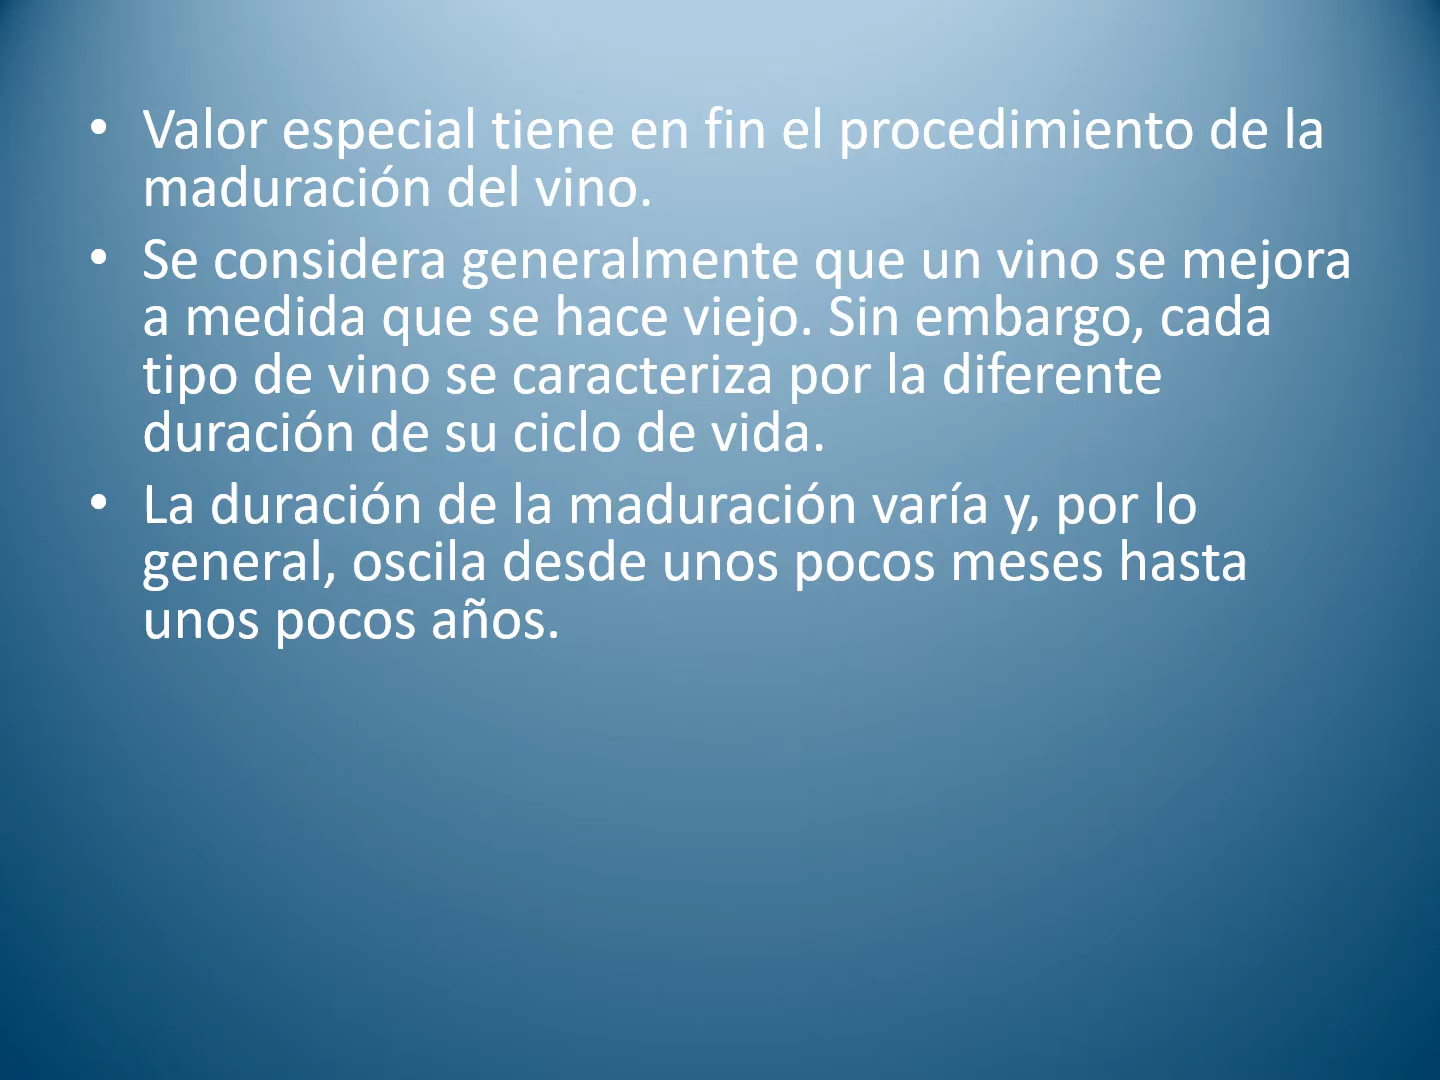 • Valor especial tiene en fin el procedimiento de la
maduración del vino.
• Se considera generalmente que un vino se mejora
a medida que se hace viejo. Sin embargo, cada
tipo de vino se caracteriza por la diferente
duración de su ciclo de vida.
• La duración de la maduración varía y, por lo
general, oscila desde unos pocos meses hasta
unos pocos años.